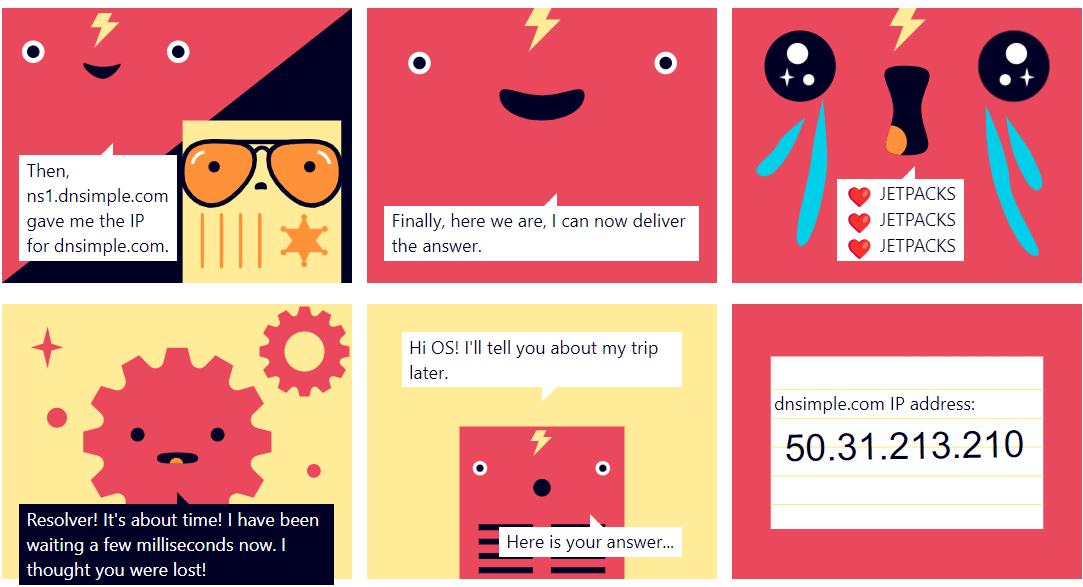 Then,
ns1.dnsimple.com
gave me the IP
for dnsimple.com.
Finally, here we are, I can now deliver
the answer.
❤️ JETPACKS
❤️ JETPACKS
❤️ JETPACKS
Resolver! It's about time! I have been
waiting a few milliseconds now. I
thought you were lost!
Hi OS! I'll tell you about my trip
later.
Here is your answer...
dnsimple.com IP address:
50.31.213.210